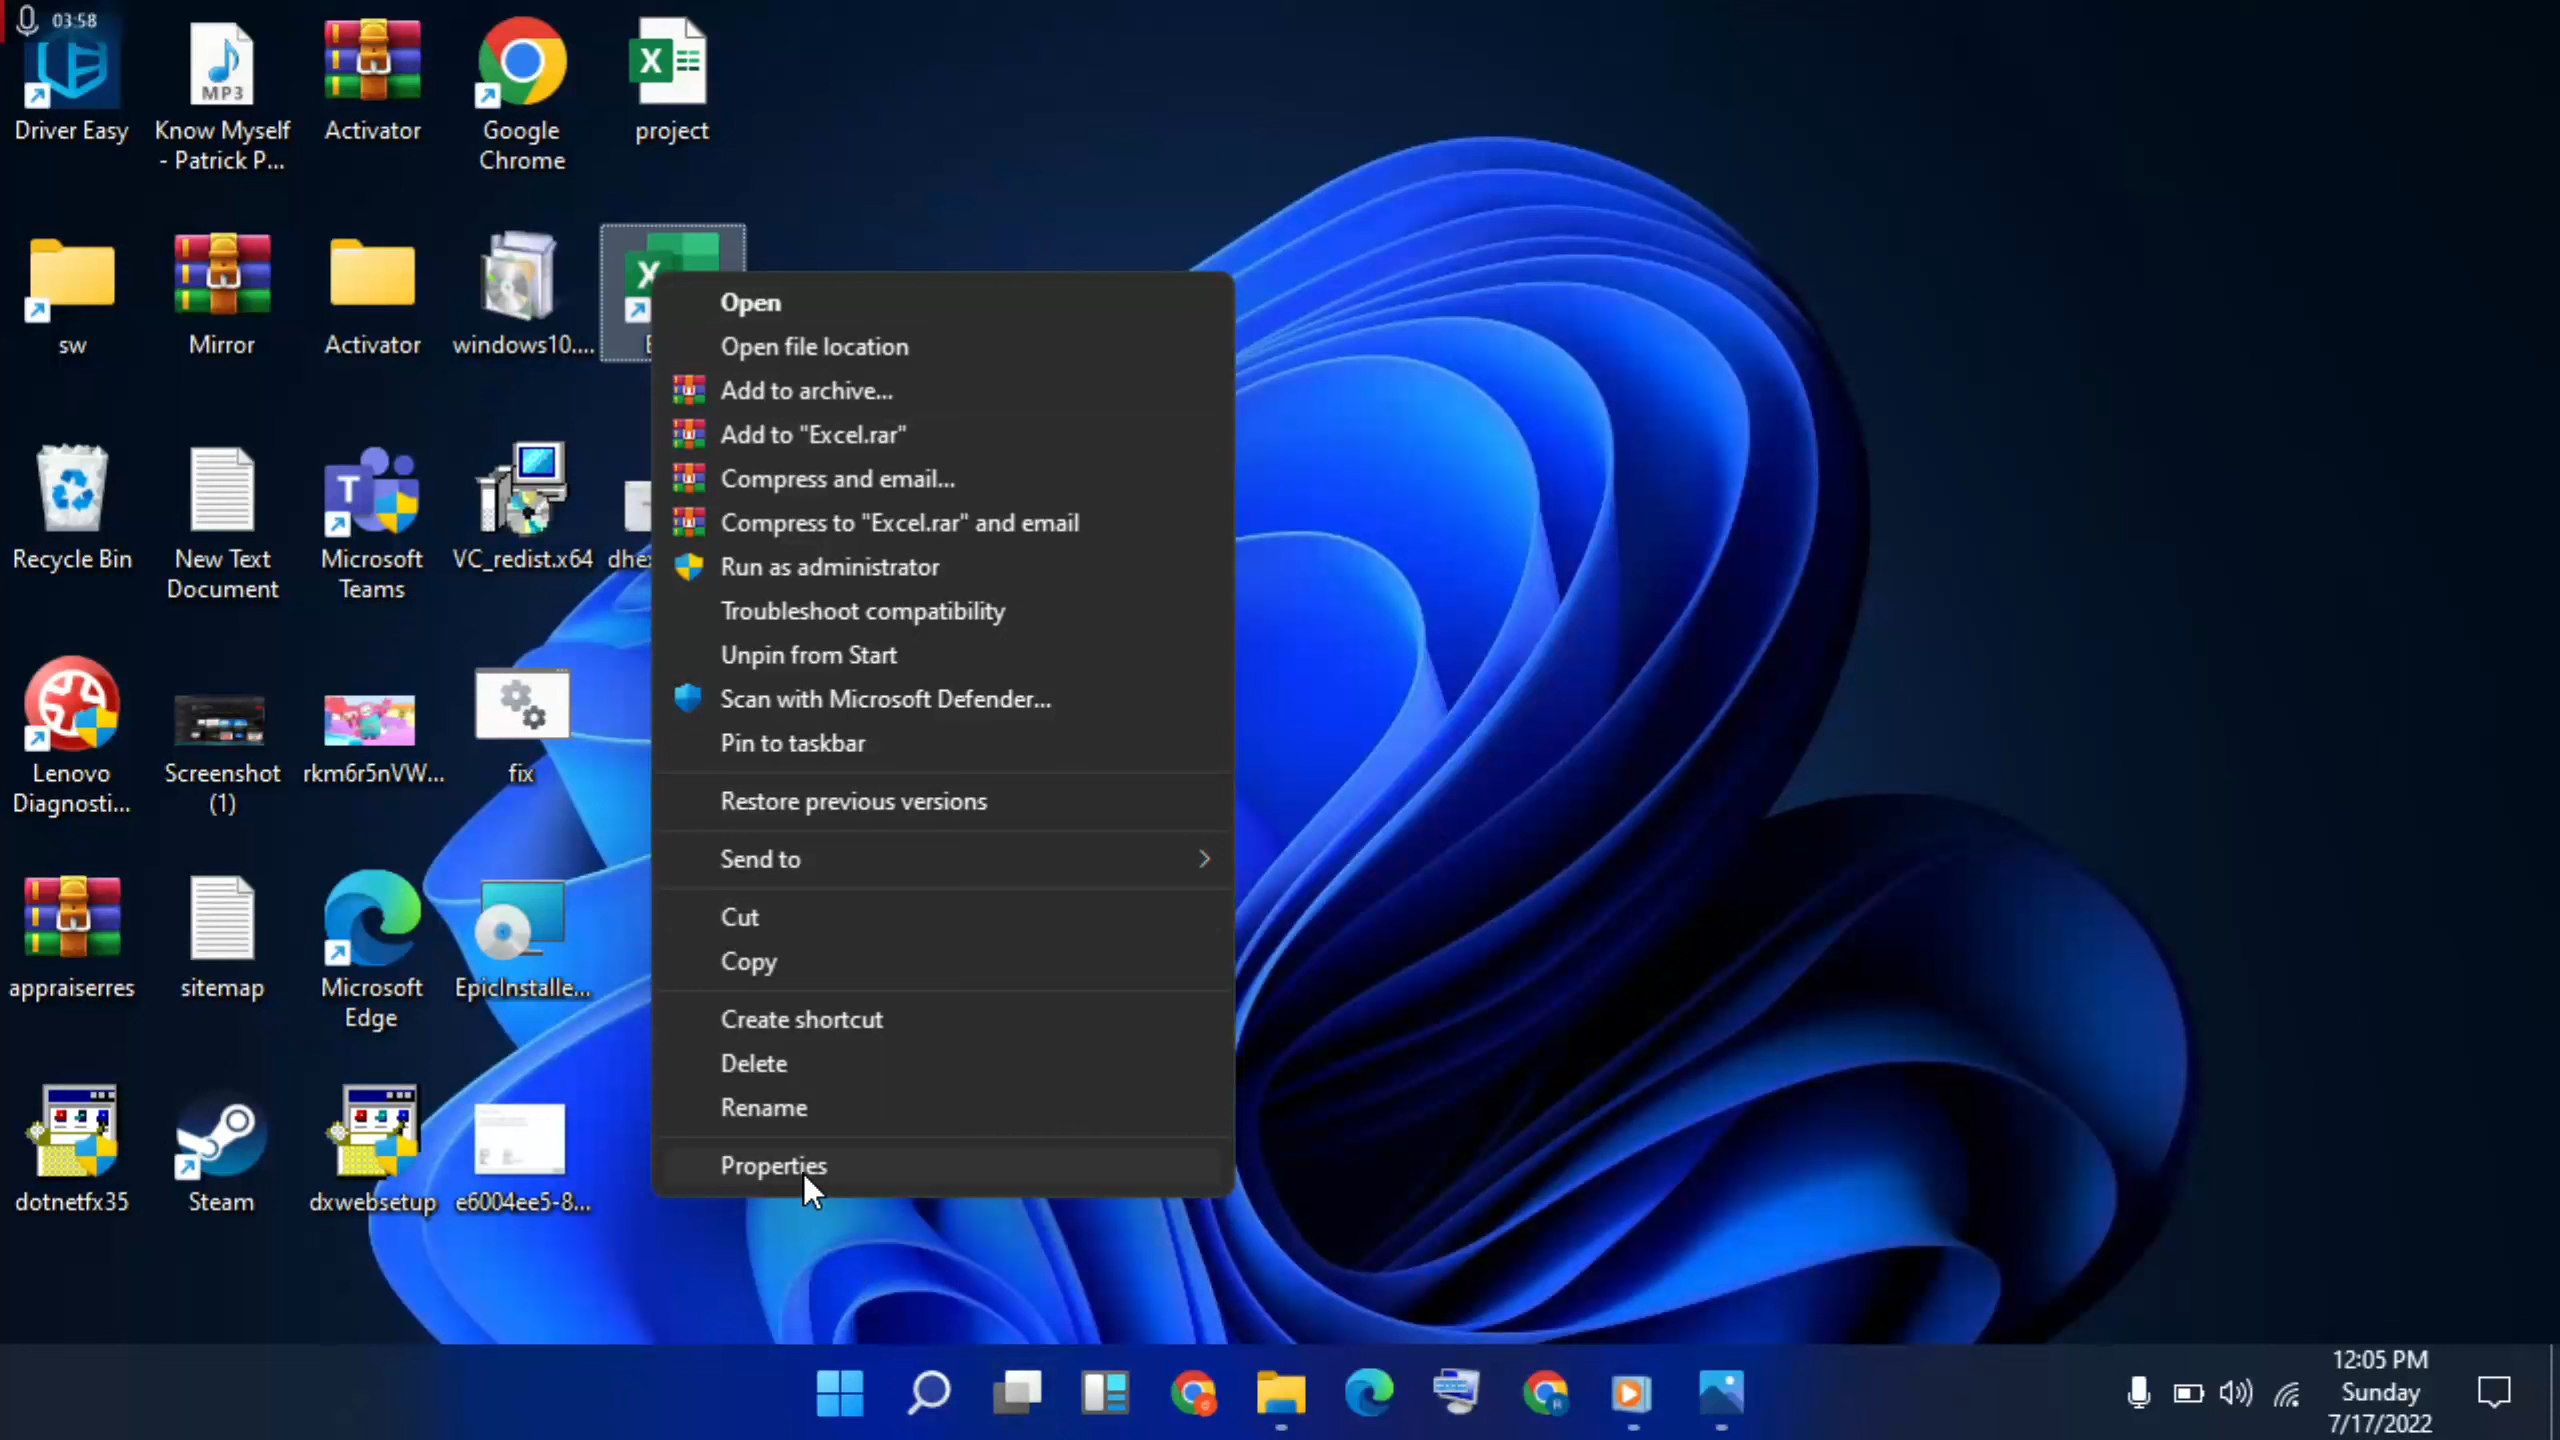 03:58
Driver Easy
MP3
Know Myself
- Patrick P...
Activator
Google
Chrome
X
project
sw
Mirror
Activator
windows10....
X
Recycle Bin
New Text
Document
T
Microsoft
Teams
VC_redist.x64
Lenovo
Diagnosti...
Screenshot
(1)
rkm6r5nVW...
fix
appraiserres
sitemap
Microsoft
Edge
EpicInstalle...
dotnetfx35
Steam
dxwebsetup
e6004ee5-8...
Open
Open file location
Add to archive...
Add to "Excel.rar"
Compress and email...
Compress to "Excel.rar" and email
Run as administrator
Troubleshoot compatibility
Unpin from Start
Scan with Microsoft Defender...
Pin to taskbar
Restore previous versions
Send to
Cut
Copy
Create shortcut
Delete
Rename
Properties
12:05 PM
Sunday
7/17/2022